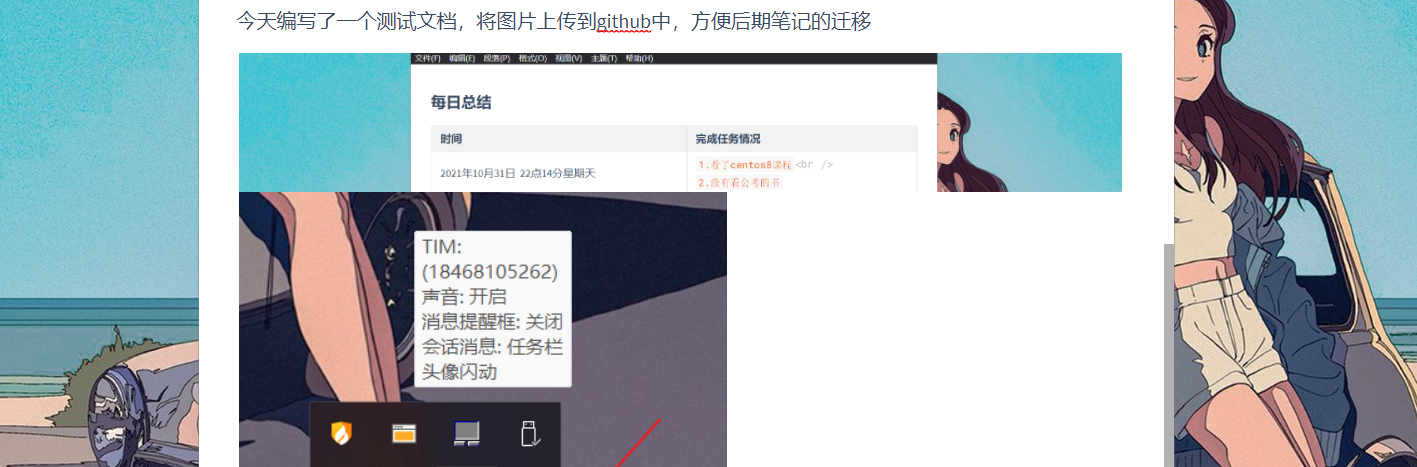 今天编写了一个测试文档，将图片上传到github中，方便后期笔记的迁移
文件(F) 编辑(E) 段落(P) 格式(O) 视图(V) 主题(T) 帮助(H)
每日总结
时间 完成任务情况
2021年10月31日 22点14分星期天
1.看了centos8课程<br />
2.没有看公考的书
TIM:
(18468105262)
声音: 开启
消息提醒框: 关闭
会话消息: 任务栏
头像闪动